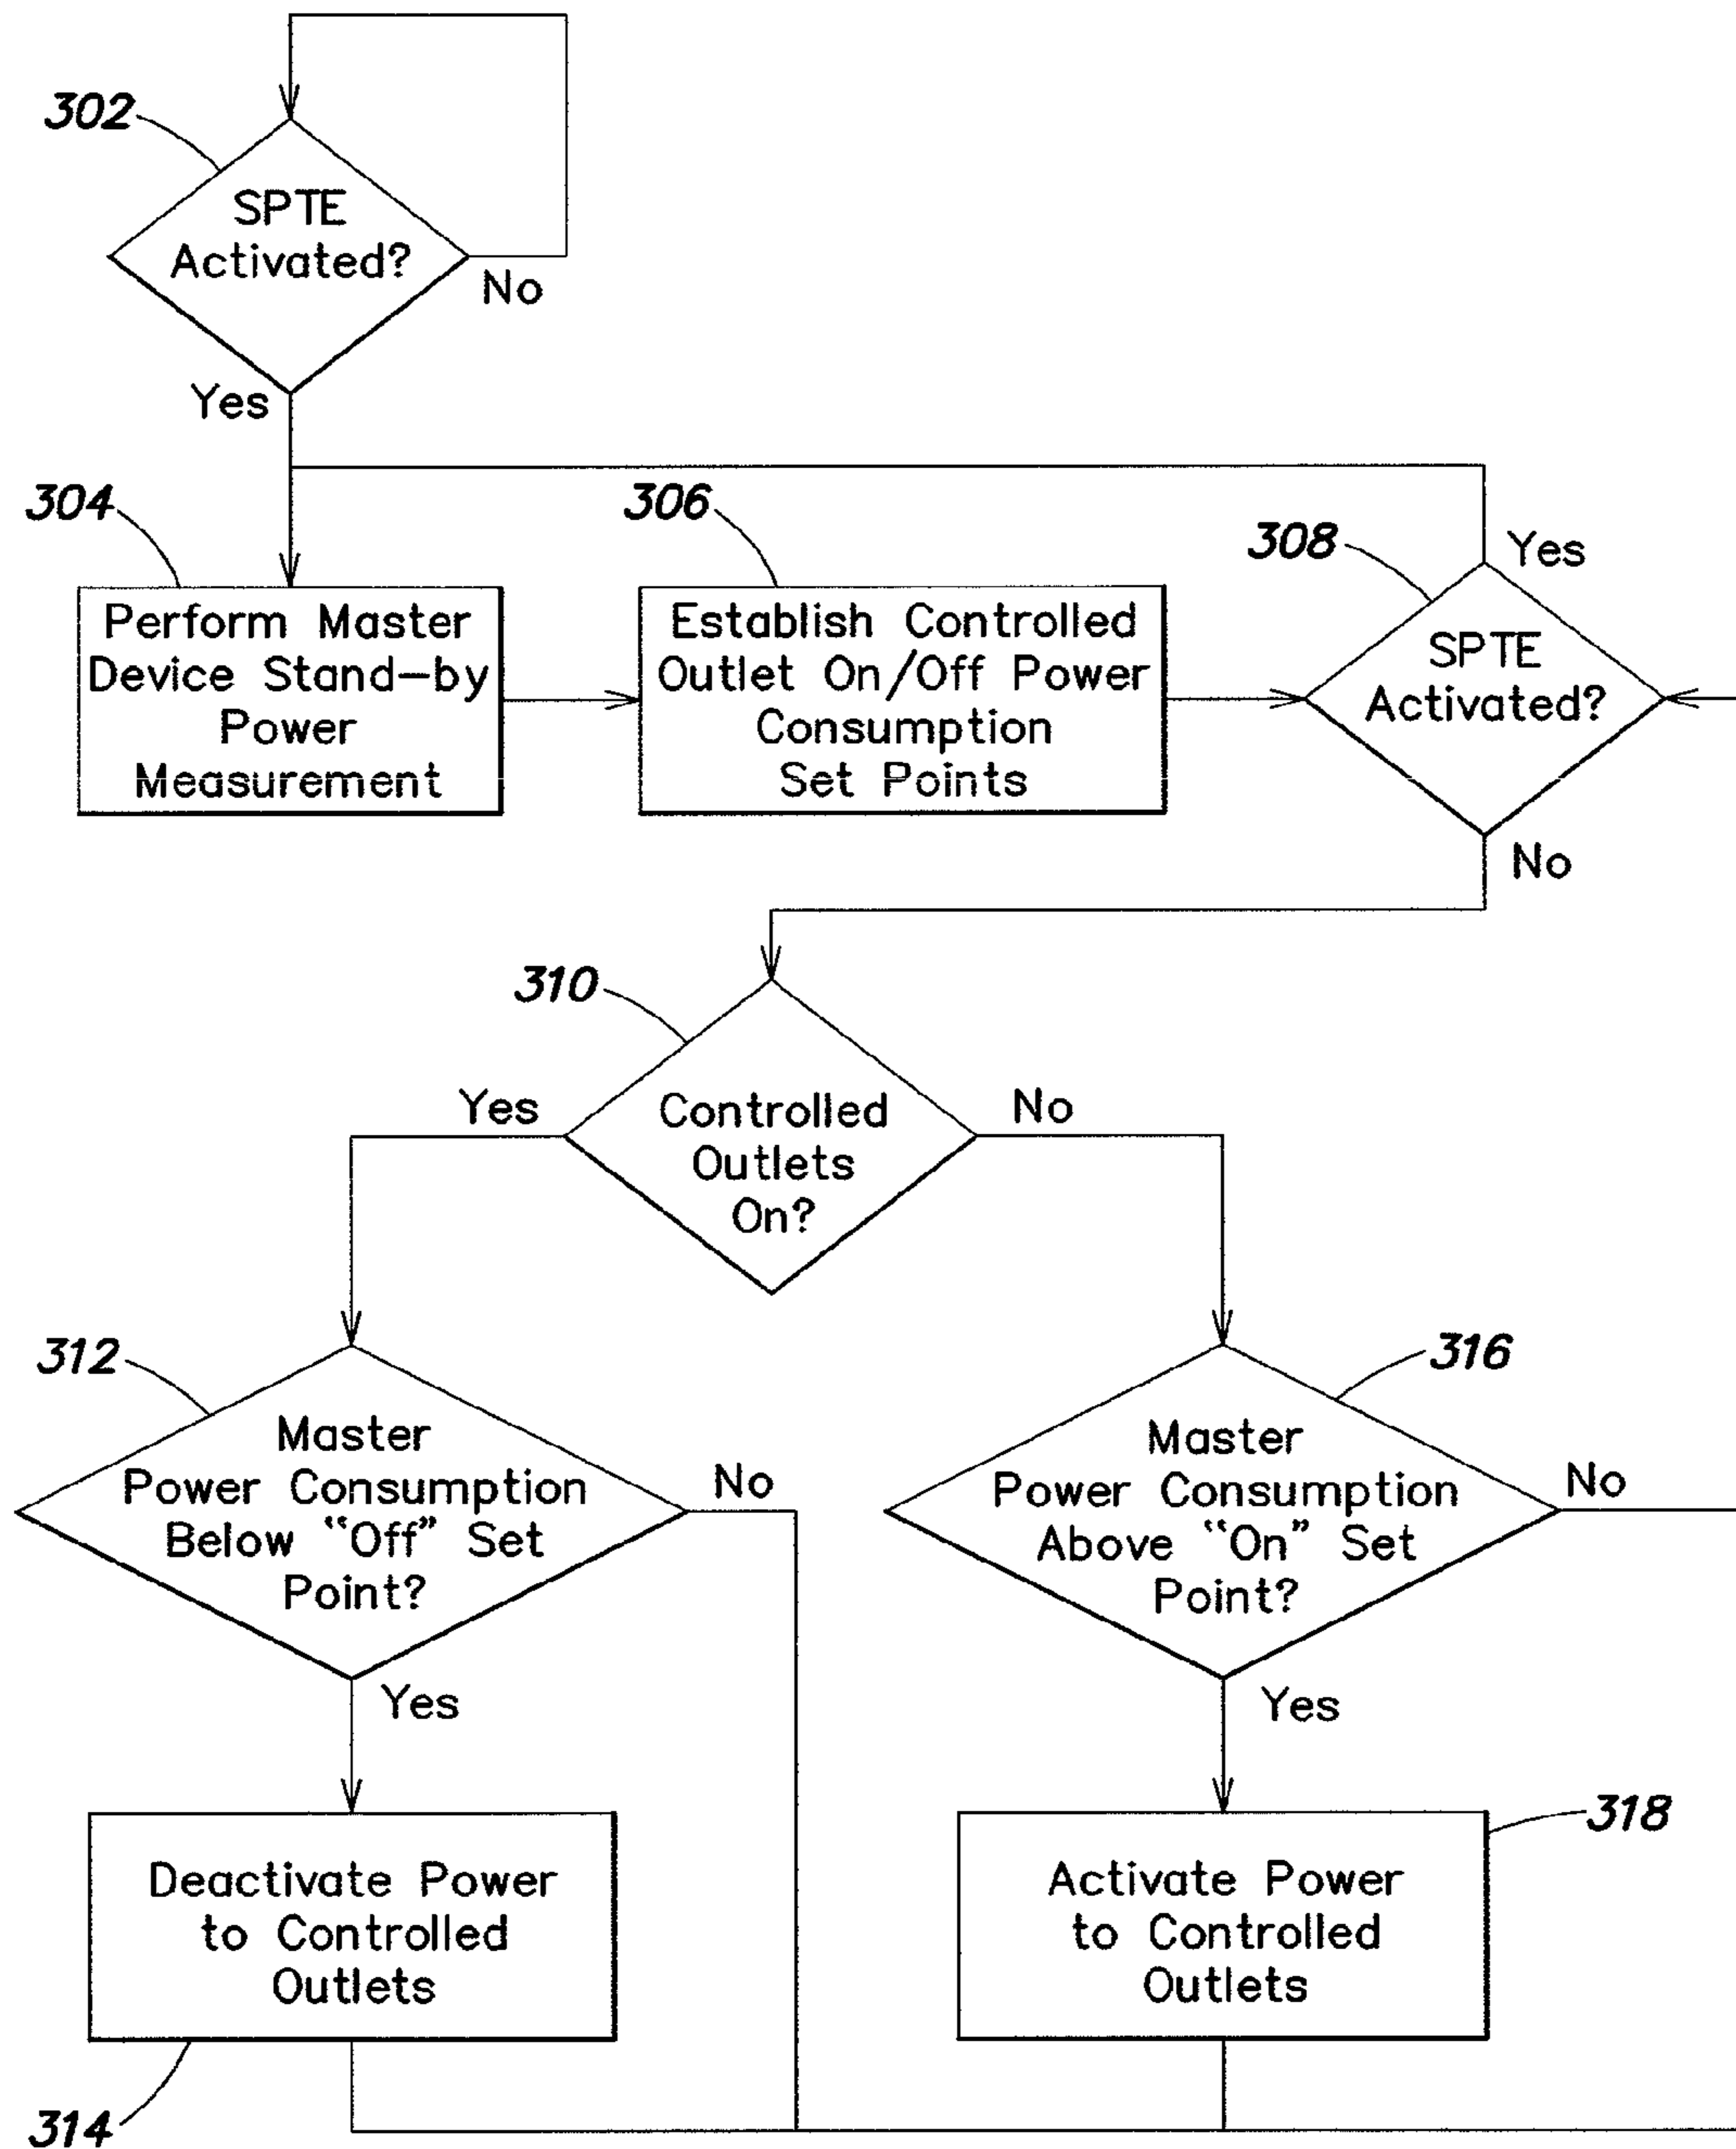 302
SPTE
Activated?
No
Yes
304
306
308
Yes
Perform Master
Device Stand-by
Power
Measurement
Establish Controlled
Outlet On/Off Power
Consumption
Set Points
SPTE
Activated?
No
310
Yes
Controlled
Outlets
On?
No
312
Master
Power Consumption
Below “Off” Set
Point?
No
Yes
316
Master
Power Consumption
Above “On” Set
Point?
No
Yes
Deactivate Power
to Controlled
Outlets
314
318
Activate Power
to Controlled
Outlets